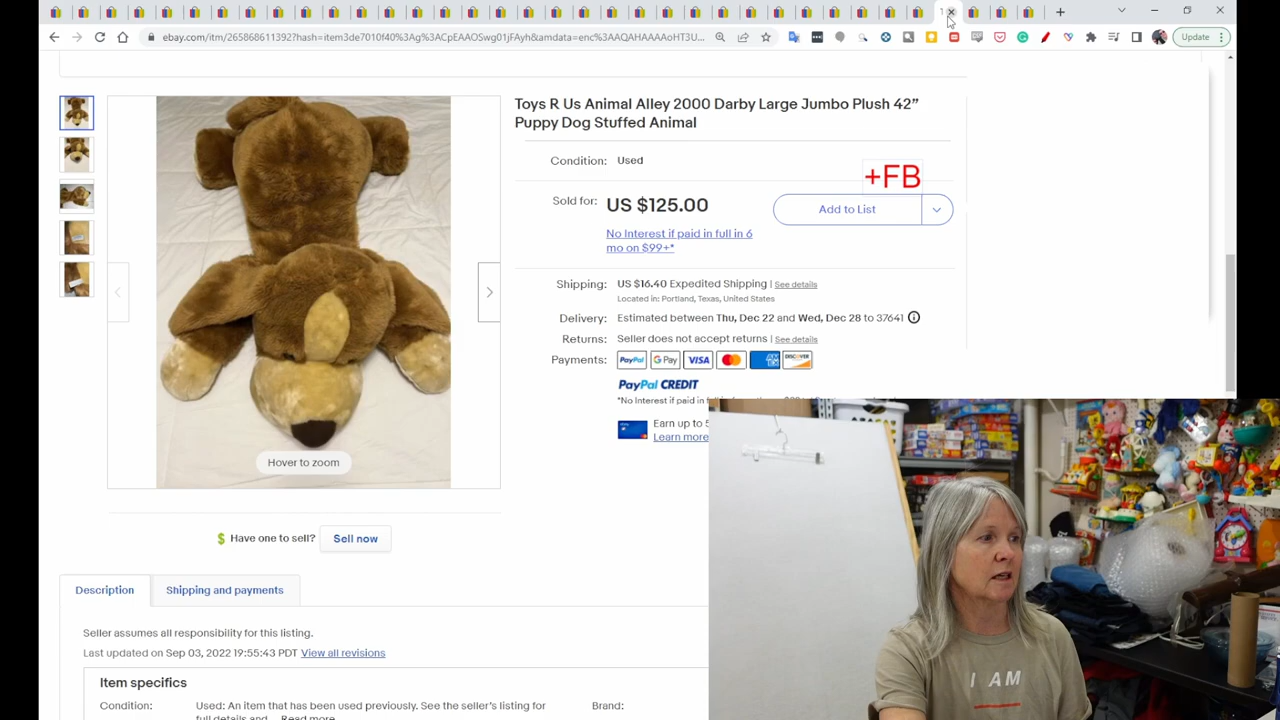 ebay.com/itm/265868611392?hash=item3de7010f40%3Ag%3ACpEAAOSwg01jFAyh&amdata=enc%3AAQAHAAAAoHT3U...
Update
Toys R Us Animal Alley 2000 Darby Large Jumbo Plush 42”
Puppy Dog Stuffed Animal
Condition: Used
+FB
Sold for: US $125.00
Add to List
No Interest if paid in full in 6
mo on $99+*
Shipping: US $16.40 Expedited Shipping | See details
Located in: Portland, Texas, United States
Delivery: Estimated between Thu, Dec 22 and Wed, Dec 28 to 37641
Returns: Seller does not accept returns | See details
Payments: PayPal G Pay VISA DISCOVER
PayPal CREDIT
*No Interest if paid in
Earn up to 5
Learn more
Hover to zoom
$ Have one to sell? Sell now
Description Shipping and payments
Seller assumes all responsibility for this listing.
Last updated on Sep 03, 2022 19:55:43 PDT View all revisions
Item specifics
Condition: Used: An item that has been used previously. See the seller's listing for Brand:
full details and... Read more
I AM